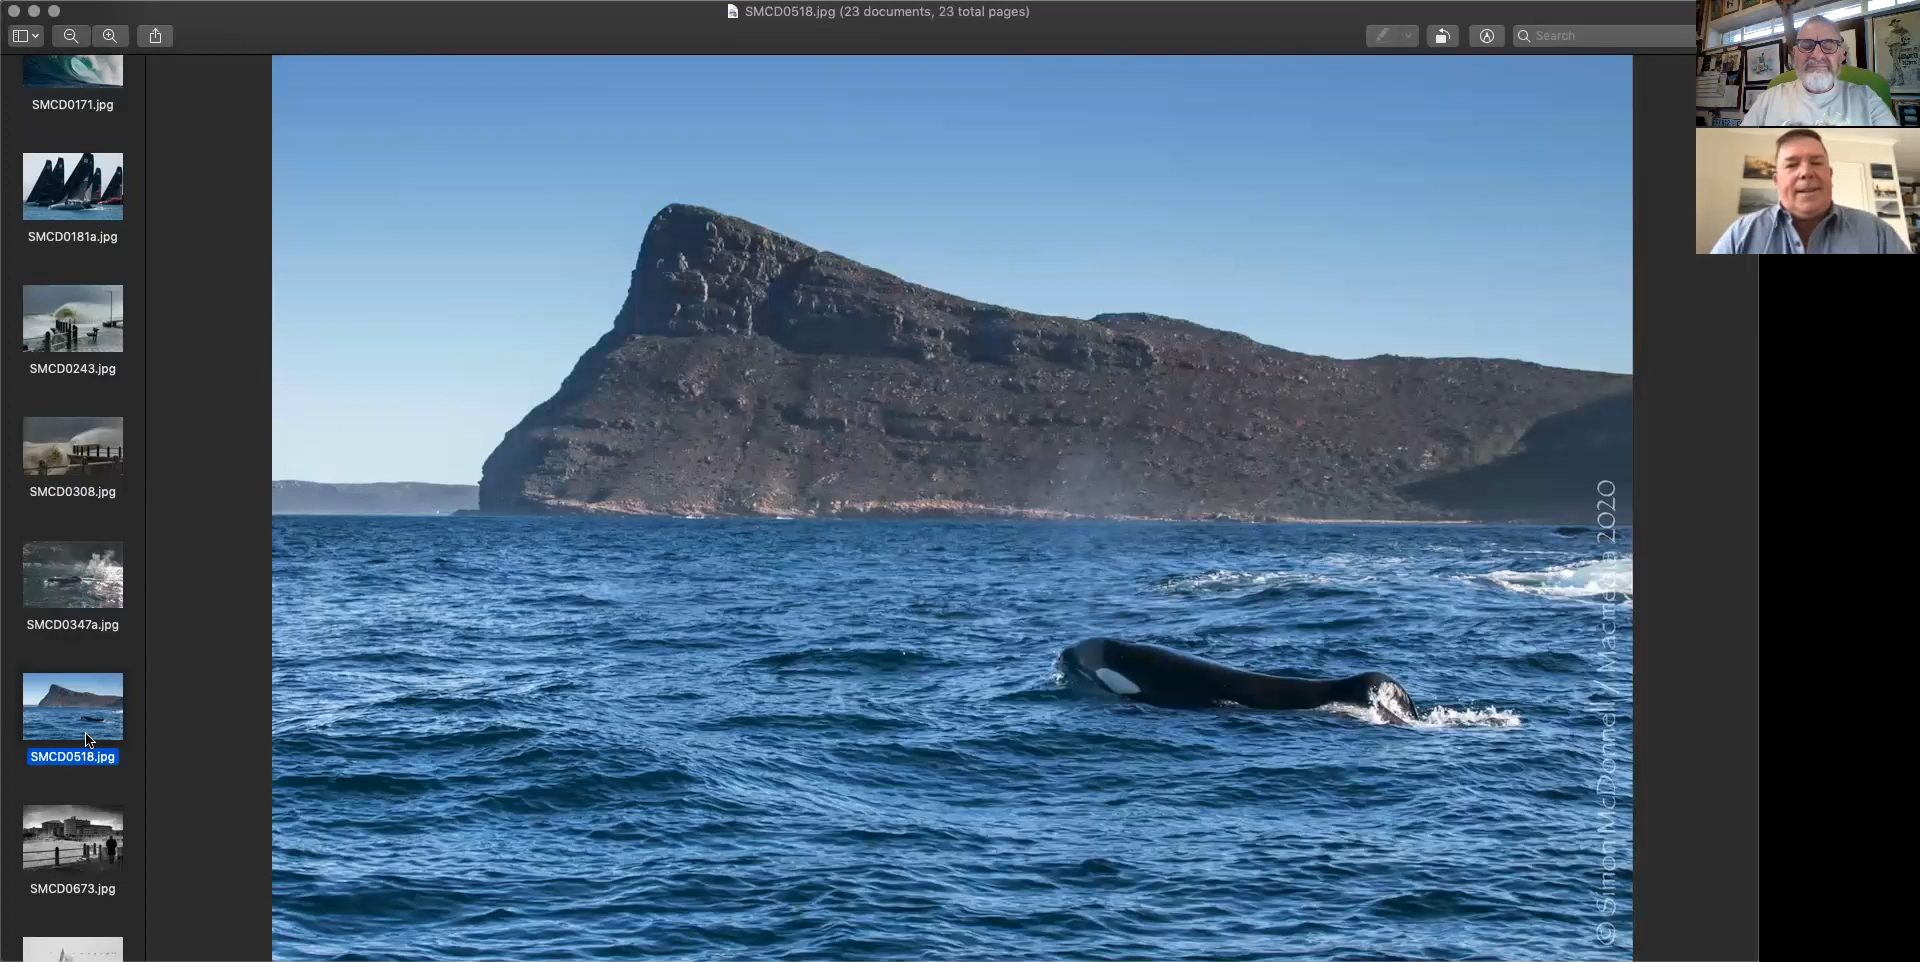 SMCD0518.jpg (23 documents, 23 total pages)
Search
SMCD0171.jpg
SMCD0181a.jpg
SMCD0243.jpg
SMCD0308.jpg
SMCD0347a.jpg
SMCD0518.jpg
SMCD0673.jpg
© Simon McDonnell / Macmedia 2020